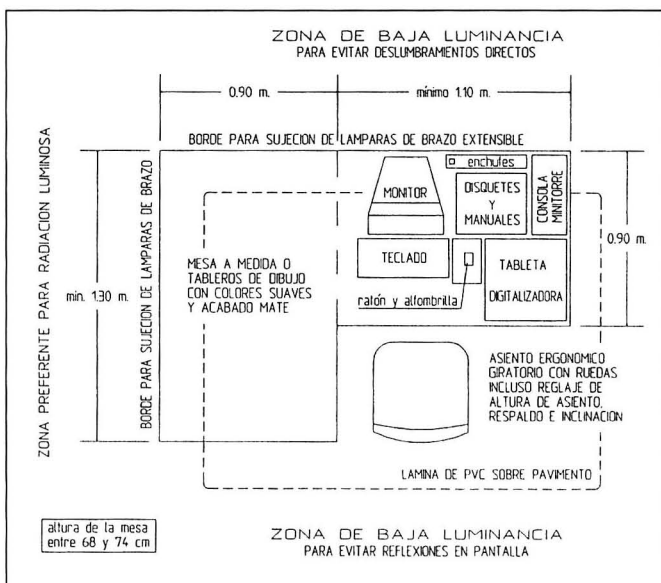 ZONA DE BAJA LUMINANCIA
PARA EVITAR DESLUMBRAMIENTOS DIRECTOS
0.90 m.
mínimo 1.10 m.
BORDE PARA SUJECION DE LAMPARAS DE BRAZO EXTENSIBLE
ZONA PREFERENTE PARA RADIACION LUMINOSA
min. 1.30 m.
BORDE PARA SUJECION DE LAMPARAS DE BRAZO
MONITOR
enchufes
DISQUETES
Y
MANUALES
CONSOLA
MINITORRE
0.90 m.
MESA A MEDIDA O
TABLEROS DE DIBUJO
CON COLORES SUAVES
Y ACABADO MATE
TECLADO
ratón y alfombrilla
TABLETA
DIGITALIZADORA
ASIENTO ERGONOMICO
GIRATORIO CON RUEDAS
INCLUSO REGLAJE DE
ALTURA DE ASIENTO,
RESPALDO E INCLINACION
LAMINA DE PVC SOBRE PAVIMENTO
altura de la mesa
entre 68 y 74 cm
ZONA DE BAJA LUMINANCIA
PARA EVITAR REFLEXIONES EN PANTALLA